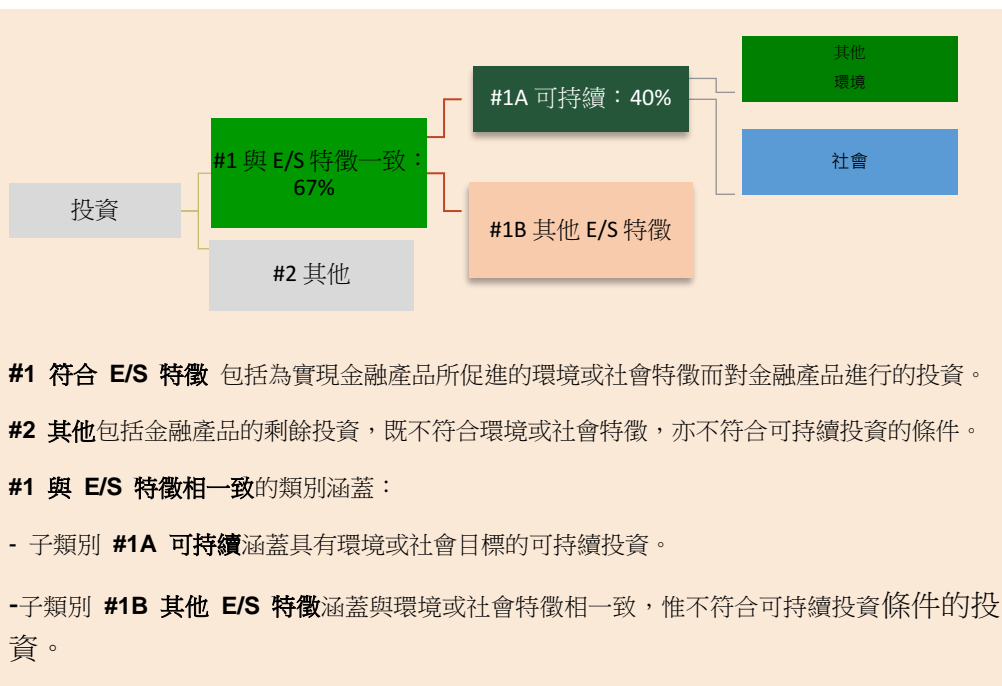 其他
環境
#1A 可持續：40%
#1 與 E/S 特徵一致：
67%
社會
投資
#1B 其他 E/S 特徵
#2 其他
#1 符合 E/S 特徵 包括為實現金融產品所促進的環境或社會特徵而對金融產品進行的投資。
#2 其他包括金融產品的剩餘投資，既不符合環境或社會特徵，亦不符合可持續投資的條件。
#1 與 E/S 特徵相一致的類別涵蓋：
- 子類別 #1A 可持續涵蓋具有環境或社會目標的可持續投資。
-子類別 #1B 其他 E/S 特徵涵蓋與環境或社會特徵相一致，惟不符合可持續投資條件的投
資。